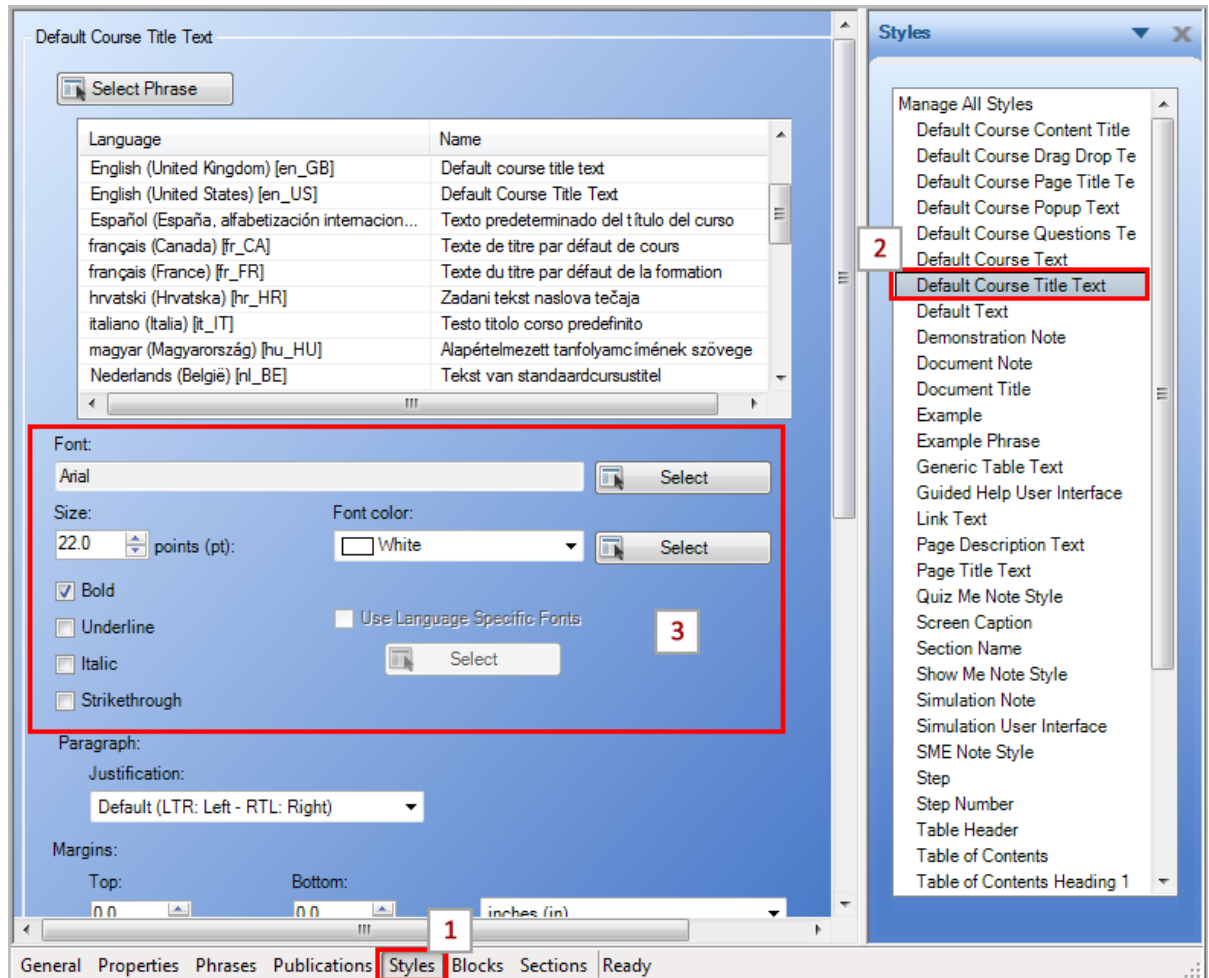 Default Course Title Text
Select Phrase
Language Name
English (United Kingdom) [en_GB] Default course title text
English (United States) [en_US] Default Course Title Text
Español (España, alfabetización internacion... Texto predeterminado del título del curso
français (Canada) [fr_CA] Texte de titre par défaut de cours
français (France) [fr_FR] Texte du titre par défaut de la formation
hrvatski (Hrvatska) [hr_HR] Zadani tekst naslova tečaja
italiano (Italia) [it_IT] Testo titolo corso predefinito
magyar (Magyarország) [hu_HU] Alapértelmezett tanfolyamcímének szövege
Nederlands (België) [nl_BE] Tekst van standaardcursustitel
Font:
Arial Select
Size: Font color:
22.0 points (pt): White Select
Bold
Underline Use Language Specific Fonts
3
Italic Select
Strikethrough
Paragraph:
Justification:
Default (LTR: Left - RTL: Right)
Margins:
Top: Bottom:
0.0 0.0 inches (in)
1
General Properties Phrases Publications Styles Blocks Sections Ready
Styles
Manage All Styles
Default Course Content Title
Default Course Drag Drop Te
Default Course Page Title Te
Default Course Popup Text
Default Course Questions Te
2
Default Course Text
Default Course Title Text
Default Text
Demonstration Note
Document Note
Document Title
Example
Example Phrase
Generic Table Text
Guided Help User Interface
Link Text
Page Description Text
Page Title Text
Quiz Me Note Style
Screen Caption
Section Name
Show Me Note Style
Simulation Note
Simulation User Interface
SME Note Style
Step
Step Number
Table Header
Table of Contents
Table of Contents Heading 1